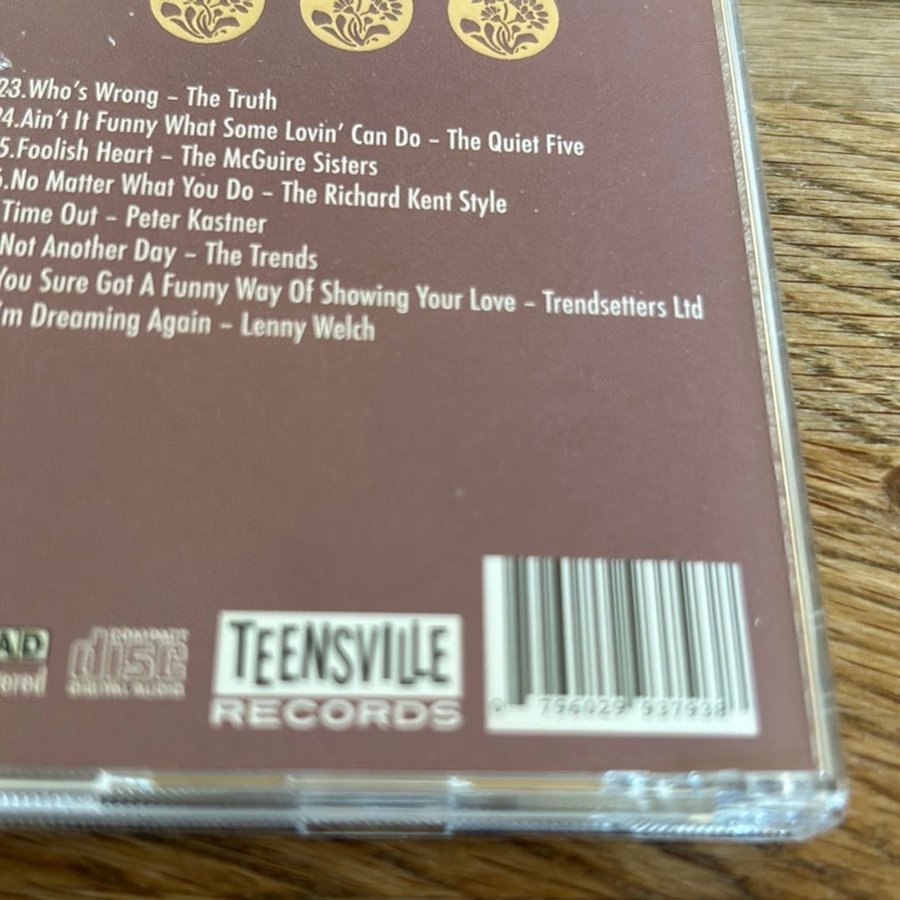 23.Who's Wrong – The Truth
4.Ain't It Funny What Some Lovin' Can Do – The Quiet Five
5.Foolish Heart – The McGuire Sisters
.No Matter What You Do – The Richard Kent Style
Time Out – Peter Kastner
Not Another Day – The Trends
You Sure Got A Funny Way Of Showing Your Love – Trendsetters Ltd
I'm Dreaming Again – Lenny Welch
AD
ered
COMPACT
disc
DIGITAL AUDIO
TEENSVILLE
RECORDS
0 796029 937938